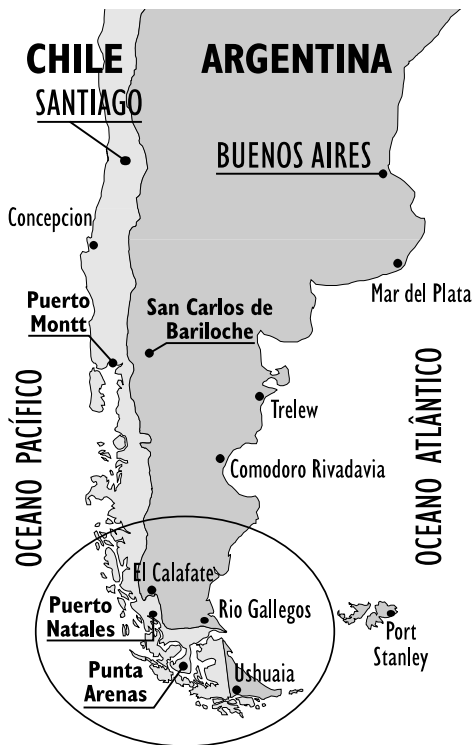 CHILE ARGENTINA
SANTIAGO
BUENOS AIRES
Concepcion
Mar del Plata
Puerto
Montt
San Carlos de
Bariloche
OCEANO PACÍFICO
OCEANO ATLÂNTICO
Trelew
Comodoro Rivadavia
El Calafate
Puerto
Natales
Rio Gallegos
Port
Stanley
Punta
Arenas
Ushuaia